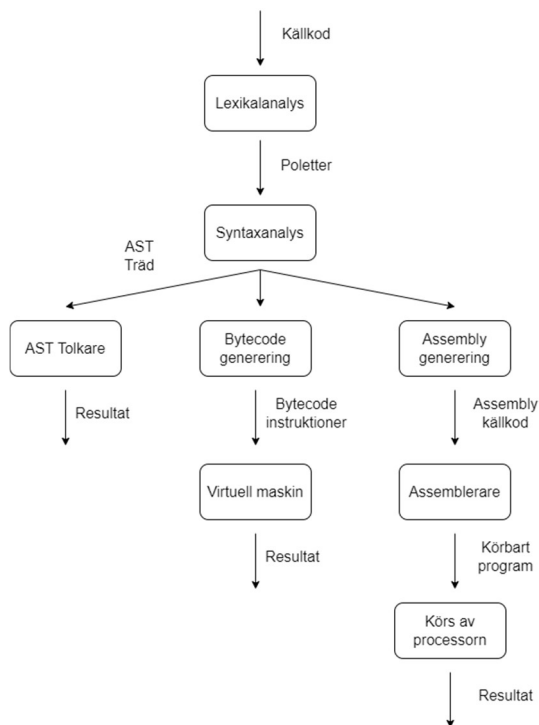 Källkod
Lexikalanalys
Poletter
Syntaxanalys
AST
Träd
AST Tolkare
Bytecode
generering
Assembly
generering
Resultat
Bytecode
instruktioner
Assembly
källkod
Virtuell maskin
Assemblerare
Resultat
Körbart
program
Körs av
processorn
Resultat